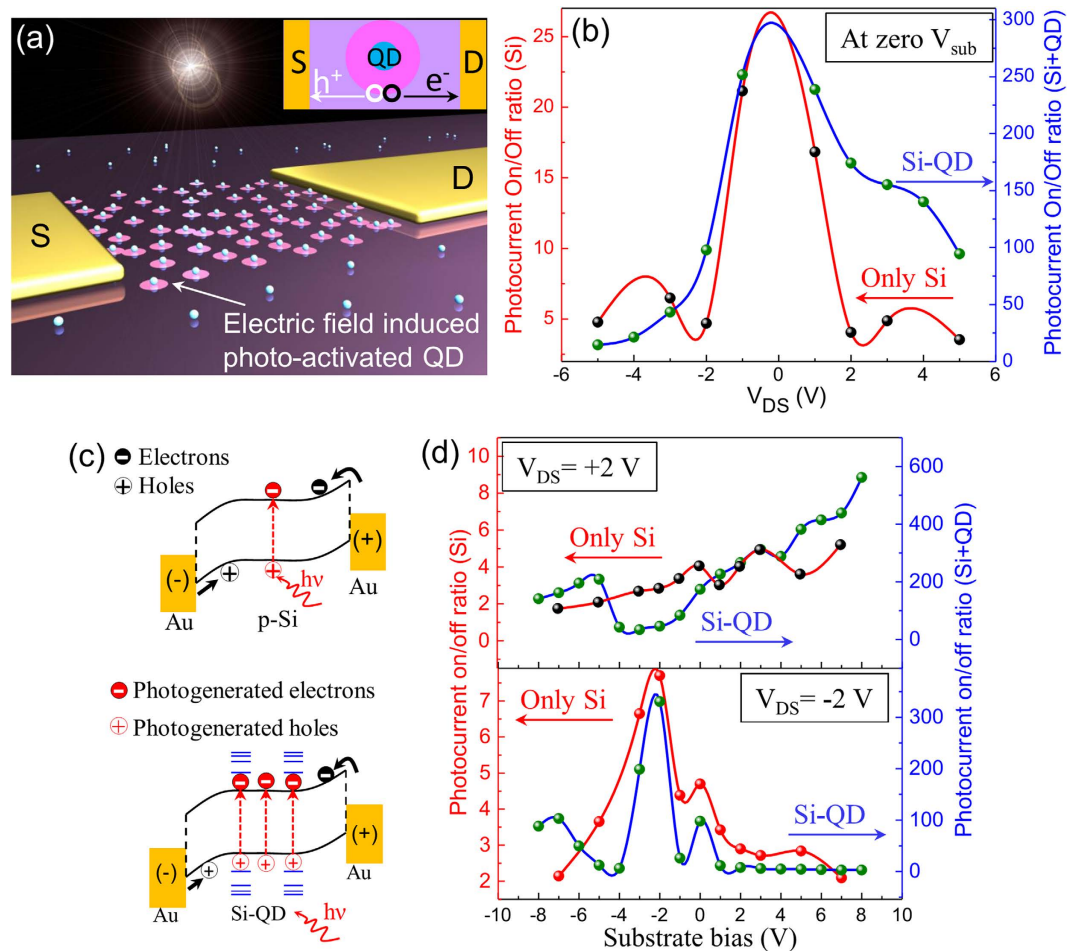 (a)
S
QD
D
h+
e-
S
D
Electric field induced
photo-activated QD
(b)
At zero Vsub
Photocurrent On/Off ratio (Si)
25
20
15
10
5
Photocurrent On/Off ratio (Si+QD)
300
250
200
150
100
50
0
Si-QD
Only Si
-6 -4 -2 0 2 4 6
VDS (V)
(c)
Electrons
Holes
(-)
(+)
hν
Au
p-Si
Au
Photogenerated electrons
Photogenerated holes
(-)
(+)
Au
Si-QD
hν
Au
(d)
VDS= +2 V
Photocurrent on/off ratio (Si)
10
8
6
4
2
0
Only Si
Si-QD
600
400
200
0
Photocurrent on/off ratio (Si+QD)
7
6
5
4
3
2
Only Si
VDS= -2 V
Si-QD
300
200
100
0
-10 -8 -6 -4 -2 0 2 4 6 8 10
Substrate bias (V)